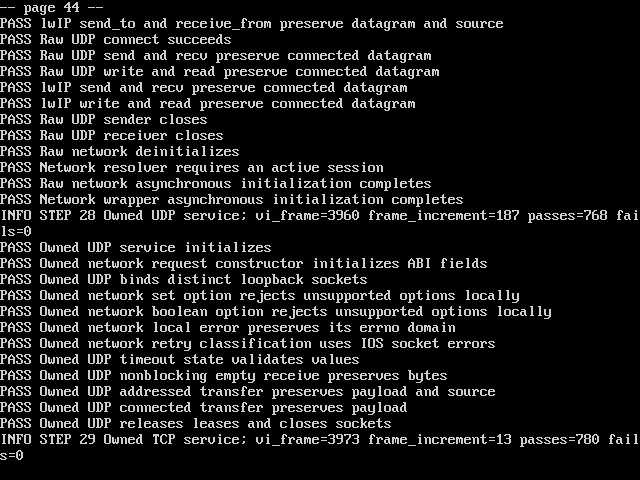 -- page 44 --
PASS lwIP send_to and receive_from preserve datagram and source
PASS Raw UDP connect succeeds
PASS Raw UDP send and recv preserve connected datagram
PASS Raw UDP write and read preserve connected datagram
PASS lwIP send and recv preserve connected datagram
PASS lwIP write and read preserve connected datagram
PASS Raw UDP sender closes
PASS Raw UDP receiver closes
PASS Raw network deinitializes
PASS Network resolver requires an active session
PASS Raw network asynchronous initialization completes
PASS Network wrapper asynchronous initialization completes
INFO STEP 28 Owned UDP service; vi_frame=3960 frame_increment=187 passes=768 fai
ls=0
PASS Owned UDP service initializes
PASS Owned network request constructor initializes ABI fields
PASS Owned UDP binds distinct loopback sockets
PASS Owned network set option rejects unsupported options locally
PASS Owned network boolean option rejects unsupported options locally
PASS Owned network local error preserves its errno domain
PASS Owned network retry classification uses IOS socket errors
PASS Owned UDP timeout state validates values
PASS Owned UDP nonblocking empty receive preserves bytes
PASS Owned UDP addressed transfer preserves payload and source
PASS Owned UDP connected transfer preserves payload
PASS Owned UDP releases leases and closes sockets
INFO STEP 29 Owned TCP service; vi_frame=3973 frame_increment=13 passes=780 fail
s=0